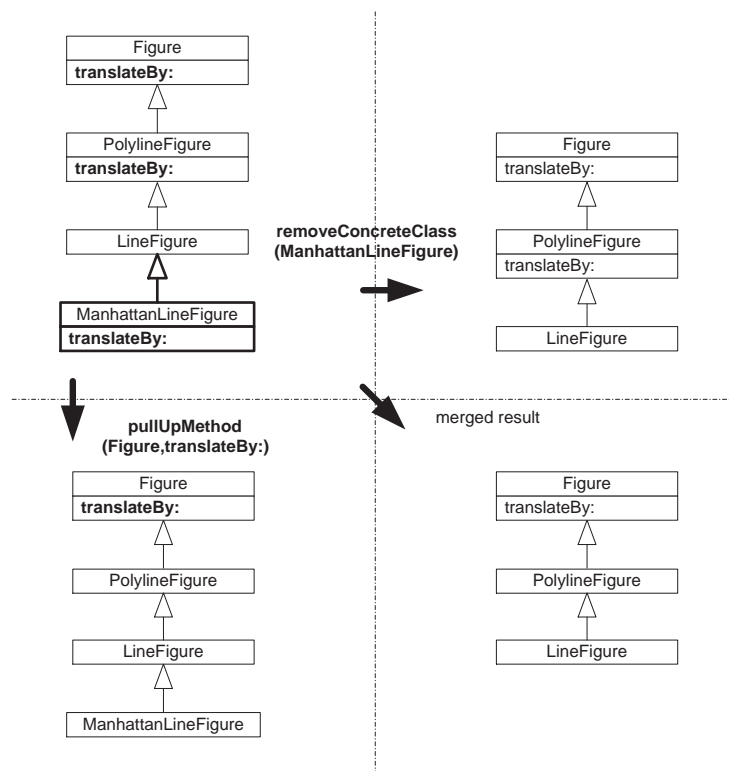 Figure
translateBy:
PolylineFigure
translateBy:
LineFigure
ManhattanLineFigure
translateBy:
removeConcreteClass
(ManhattanLineFigure)
Figure
translateBy:
PolylineFigure
translateBy:
LineFigure
pullUpMethod
(Figure,translateBy:)
Figure
translateBy:
PolylineFigure
LineFigure
ManhattanLineFigure
merged result
Figure
translateBy:
PolylineFigure
LineFigure